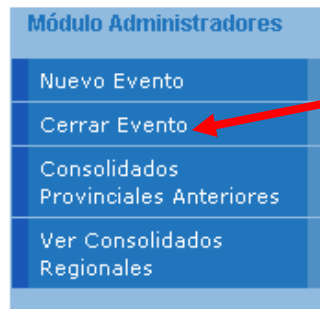 Módulo Administradores
Nuevo Evento
Cerrar Evento
Consolidados
Provinciales Anteriores
Ver Consolidados
Regionales